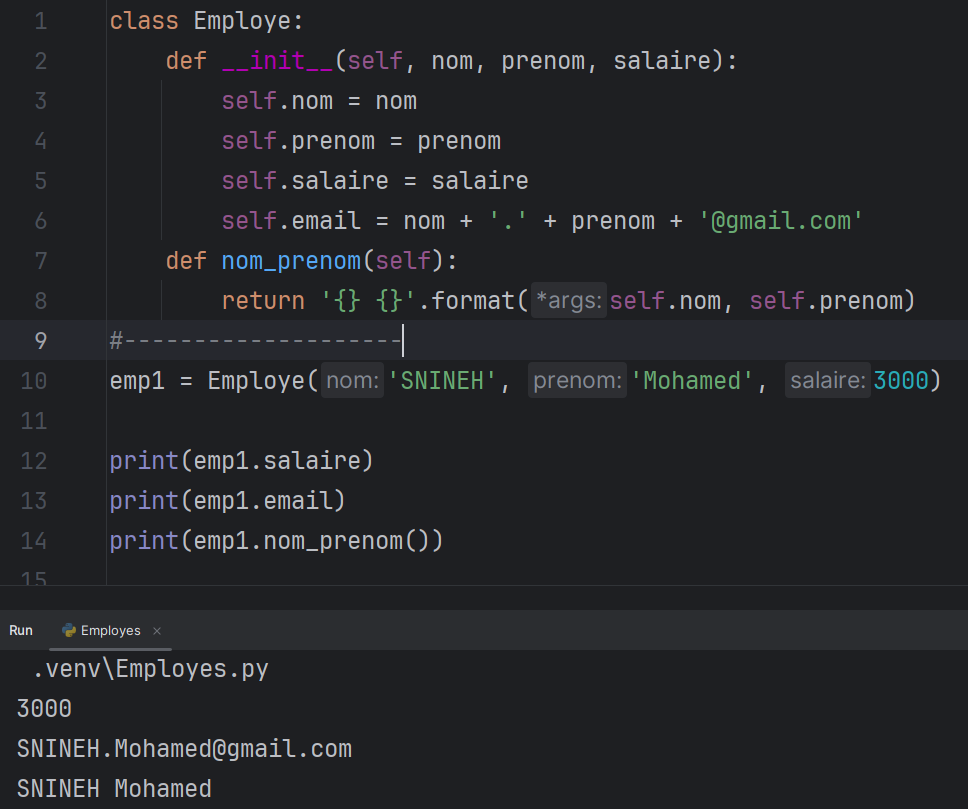 1 class Employe:
2     def __init__(self, nom, prenom, salaire):
3         self.nom = nom
4         self.prenom = prenom
5         self.salaire = salaire
6         self.email = nom + '.' + prenom + '@gmail.com'
7     def nom_prenom(self):
8         return '{} {}'.format( *args: self.nom, self.prenom)
9 #--------------------
10 emp1 = Employe( nom: 'SNINEH', prenom: 'Mohamed', salaire: 3000)
11
12 print(emp1.salaire)
13 print(emp1.email)
14 print(emp1.nom_prenom())
15
Run Employes ×
.venv\Employes.py
3000
SNINEH.Mohamed@gmail.com
SNINEH Mohamed